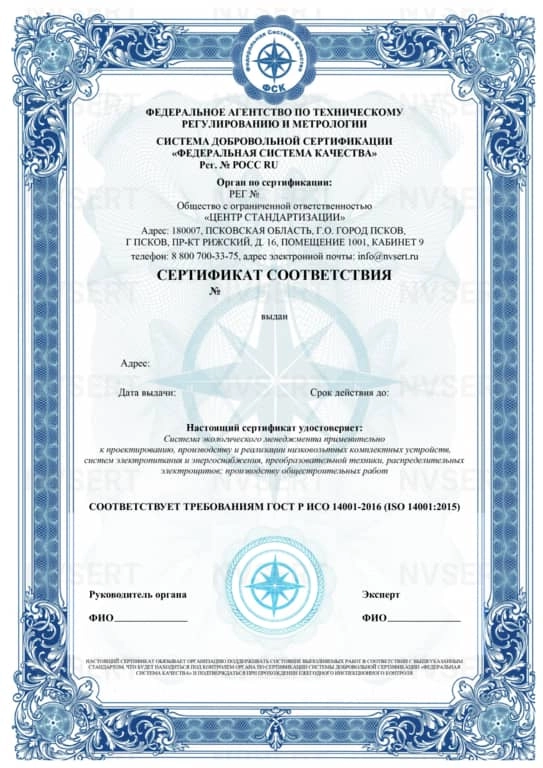 Федеральная Система Качества
ФСК
ФЕДЕРАЛЬНОЕ АГЕНТСТВО ПО ТЕХНИЧЕСКОМУ
РЕГУЛИРОВАНИЮ И МЕТРОЛОГИИ
СИСТЕМА ДОБРОВОЛЬНОЙ СЕРТИФИКАЦИИ
«ФЕДЕРАЛЬНАЯ СИСТЕМА КАЧЕСТВА»
Рег. № РОСС RU
Орган по сертификации:
РЕГ №
Общество с ограниченной ответственностью
«ЦЕНТР СТАНДАРТИЗАЦИИ»
Адрес: 180007, ПСКОВСКАЯ ОБЛАСТЬ, Г.О. ГОРОД ПСКОВ,
Г ПСКОВ, ПР-КТ РИЖСКИЙ, Д. 16, ПОМЕЩЕНИЕ 1001, КАБИНЕТ 9
телефон: 8 800 700-33-75, адрес электронной почты: info@nvsert.ru
СЕРТИФИКАТ СООТВЕТСТВИЯ
№
выдан
Адрес:
Дата выдачи: Срок действия до:
Настоящий сертификат удостоверяет:
Система экологического менеджмента применительно
к проектированию, производству и реализации низковольтных комплектных устройств,
систем электропитания и энергоснабжения, преобразовательной техники, распределительных
электрощитов; производству общестроительных работ
СООТВЕТСТВУЕТ ТРЕБОВАНИЯМ ГОСТ Р ИСО 14001-2016 (ISO 14001:2015)
Руководитель органа Эксперт
ФИО ФИО
НАСТОЯЩИЙ СЕРТИФИКАТ ОБЯЗЫВАЕТ ОРГАНИЗАЦИЮ ПОДДЕРЖИВАТЬ СОСТОЯНИЕ ВЫПОЛНЯЕМЫХ РАБОТ В СООТВЕТСТВИИ С ВЫШЕУКАЗАННЫМ
СТАНДАРТОМ, ЧТО БУДЕТ НАХОДИТЬСЯ ПОД КОНТРОЛЕМ ОРГАНА ПО СЕРТИФИКАЦИИ СИСТЕМЫ ДОБРОВОЛЬНОЙ СЕРТИФИКАЦИИ «ФЕДЕРАЛЬНАЯ
СИСТЕМА КАЧЕСТВА» И ПОДТВЕРЖДАТЬСЯ ПРИ ПРОХОЖДЕНИИ ЕЖЕГОДНОГО ИНСПЕКЦИОННОГО КОНТРОЛЯ
NVSERT